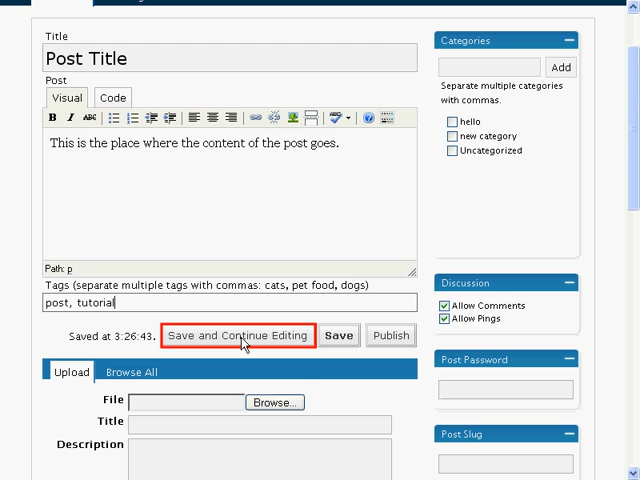 Title
Post Title
Post
Visual
Code
B I ABC
ABC
This is the place where the content of the post goes.
Path: p
Tags (separate multiple tags with commas: cats, pet food, dogs)
post, tutorial
Saved at 3:26:43.
Save and Continue Editing
Save
Publish
Upload
Browse All
File
Browse...
Title
Description
Categories
Add
Separate multiple categories
with commas.
hello
new category
Uncategorized
Discussion
Allow Comments
Allow Pings
Post Password
Post Slug